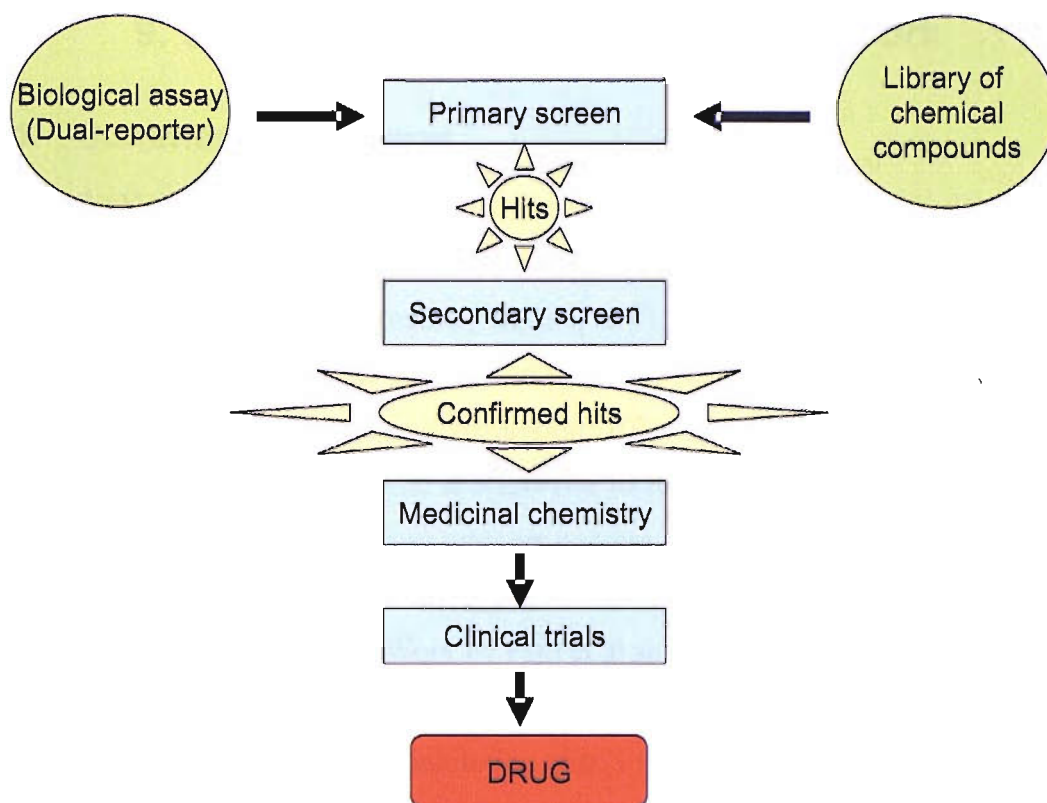 Biological assay
(Dual-reporter)
Primary screen
Library of
chemical
compounds
Hits
Secondary screen
Confirmed hits
Medicinal chemistry
Clinical trials
DRUG